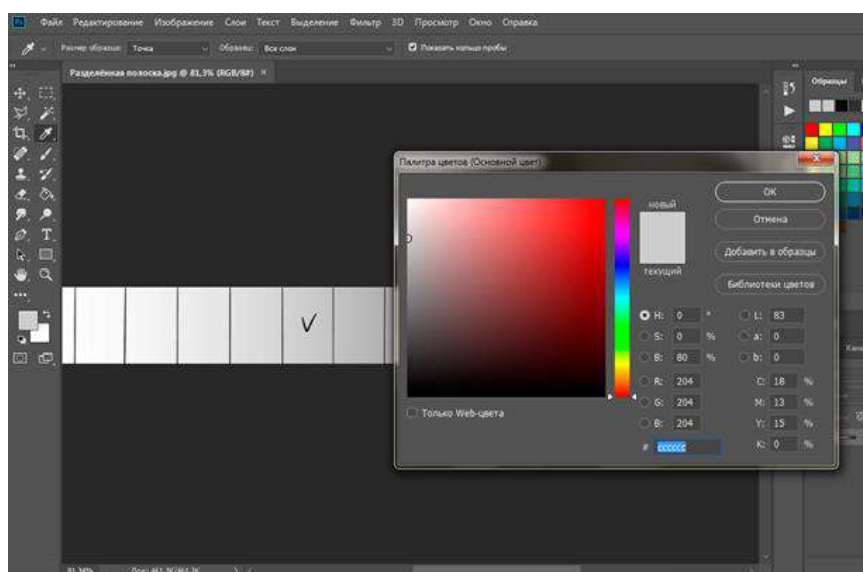 Ps Файл Редактирование Изображение Слои Текст Выделение Фильтр 3D Просмотр Окно Справка
Размер образца: Точка Образец: Все слои Показать кольцо пробы
Разделённая полоска.jpg @ 81,3% (RGB/8#) ×
Образцы
Палитра цветов (Основной цвет)
новый
текущий
OK
Отмена
Добавить в образцы
Библиотеки цветов
H: 0 ° L: 83
S: 0 % a: 0
B: 80 % b: 0
R: 204 C: 18 %
G: 204 M: 13 %
B: 204 Y: 15 %
# cccccc K: 0 %
Только Web-цвета
V